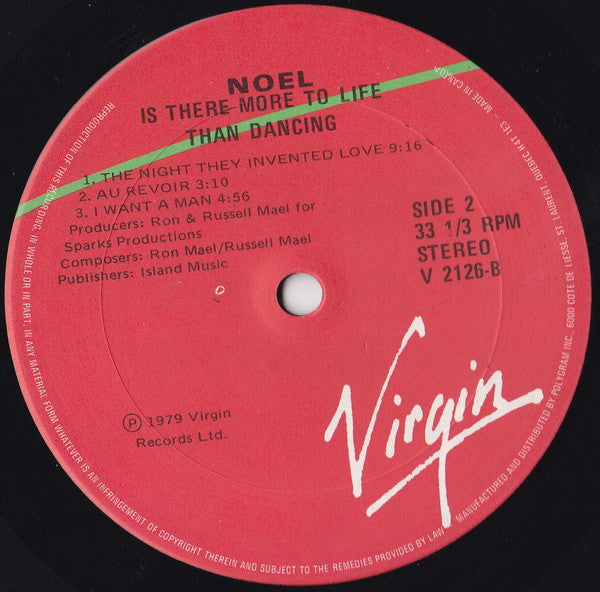 NOEL
IS THERE MORE TO LIFE
THAN DANCING
1. THE NIGHT THEY INVENTED LOVE 9:16
2. AU REVOIR 3:10
3. I WANT A MAN 4:56
Producers: Ron & Russell Mael for
Sparks Productions
Composers: Ron Mael/Russell Mael
Publishers: Island Music
SIDE 2
33 1/3 RPM
STEREO
V 2126-B
Ⓟ 1979 Virgin
Records Ltd.
Virgin
REPRODUCTION OF THIS RECORDING, IN WHOLE OR IN PART, IN ANY MATERIAL FORM WHATEVER IS AN INFRINGEMENT OF COPYRIGHT THEREIN AND SUBJECT TO THE REMEDIES PROVIDED BY LAW
MANUFACTURED AND DISTRIBUTED BY POLYGRAM INC., 6000 COTE DE LIESSE, ST. LAURENT, QUEBEC H4T 1E3 – MADE IN CANADA